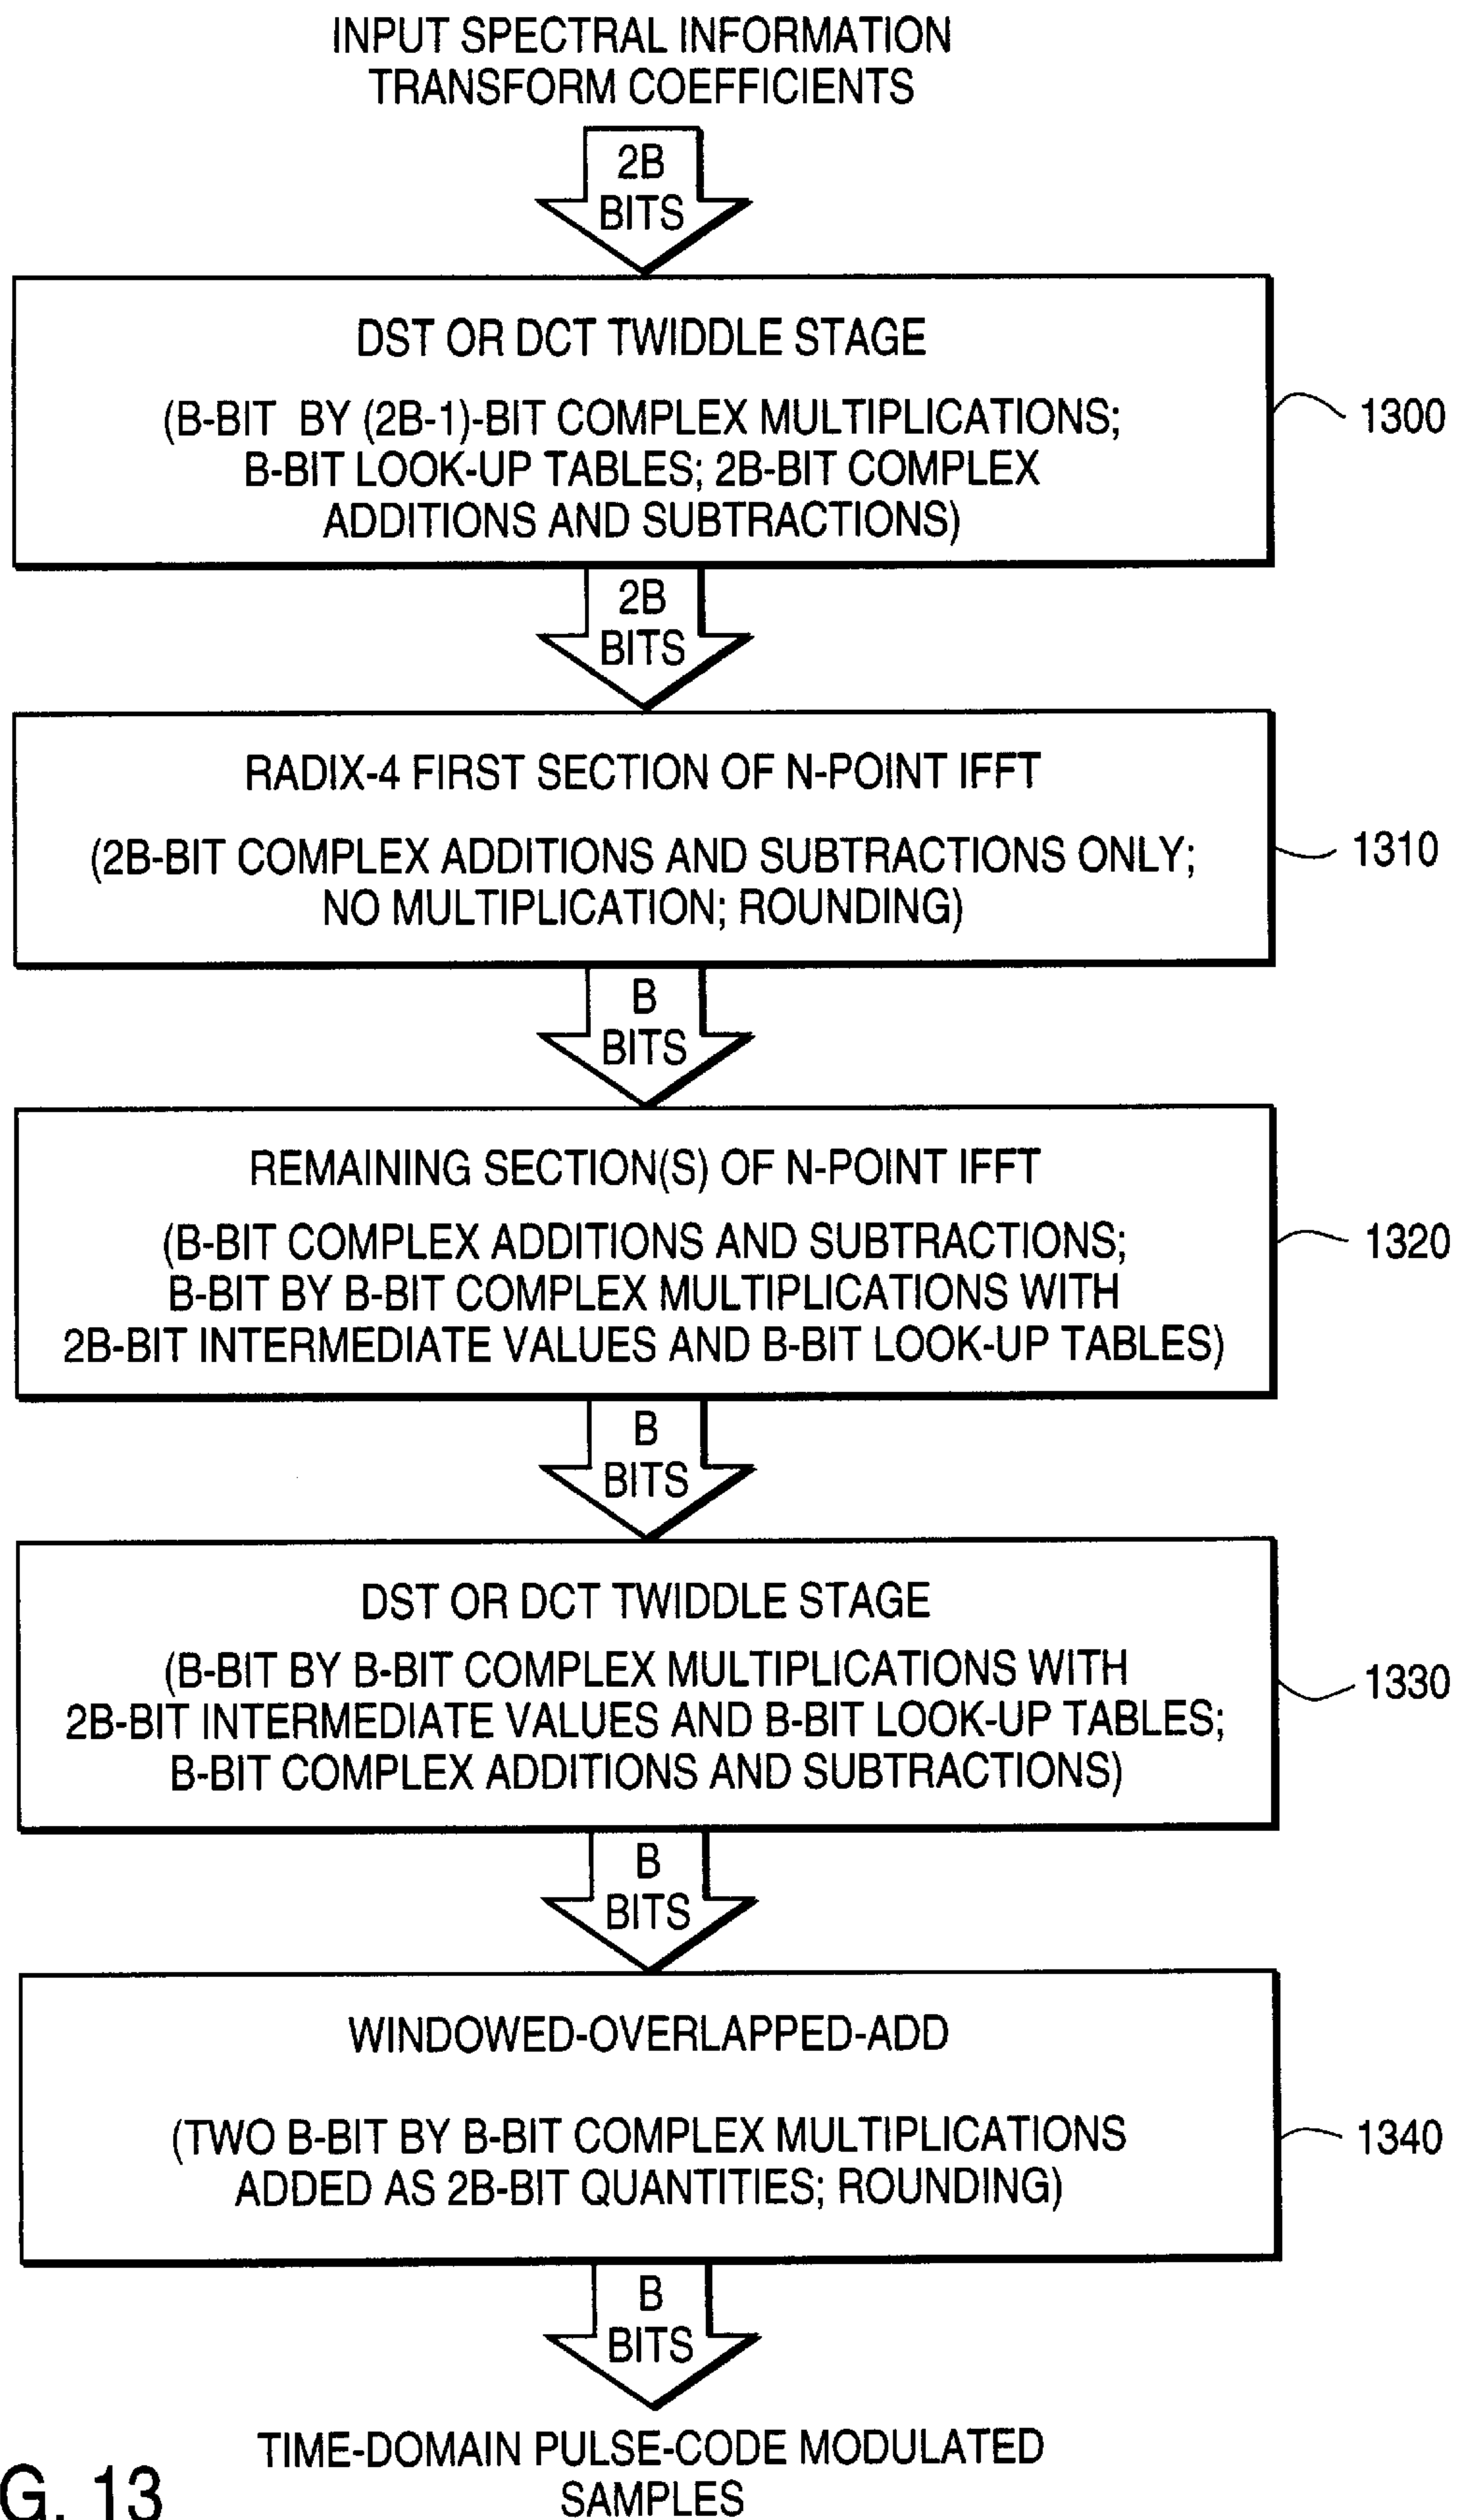 INPUT SPECTRAL INFORMATION
TRANSFORM COEFFICIENTS
2B
BITS
DST OR DCT TWIDDLE STAGE
(B-BIT BY (2B-1)-BIT COMPLEX MULTIPLICATIONS;
B-BIT LOOK-UP TABLES; 2B-BIT COMPLEX
ADDITIONS AND SUBTRACTIONS)
1300
2B
BITS
RADIX-4 FIRST SECTION OF N-POINT IFFT
(2B-BIT COMPLEX ADDITIONS AND SUBTRACTIONS ONLY;
NO MULTIPLICATION; ROUNDING)
1310
B
BITS
REMAINING SECTION(S) OF N-POINT IFFT
(B-BIT COMPLEX ADDITIONS AND SUBTRACTIONS;
B-BIT BY B-BIT COMPLEX MULTIPLICATIONS WITH
2B-BIT INTERMEDIATE VALUES AND B-BIT LOOK-UP TABLES)
1320
B
BITS
DST OR DCT TWIDDLE STAGE
(B-BIT BY B-BIT COMPLEX MULTIPLICATIONS WITH
2B-BIT INTERMEDIATE VALUES AND B-BIT LOOK-UP TABLES;
B-BIT COMPLEX ADDITIONS AND SUBTRACTIONS)
1330
B
BITS
WINDOWED-OVERLAPPED-ADD
(TWO B-BIT BY B-BIT COMPLEX MULTIPLICATIONS
ADDED AS 2B-BIT QUANTITIES; ROUNDING)
1340
B
BITS
TIME-DOMAIN PULSE-CODE MODULATED
SAMPLES
G. 13